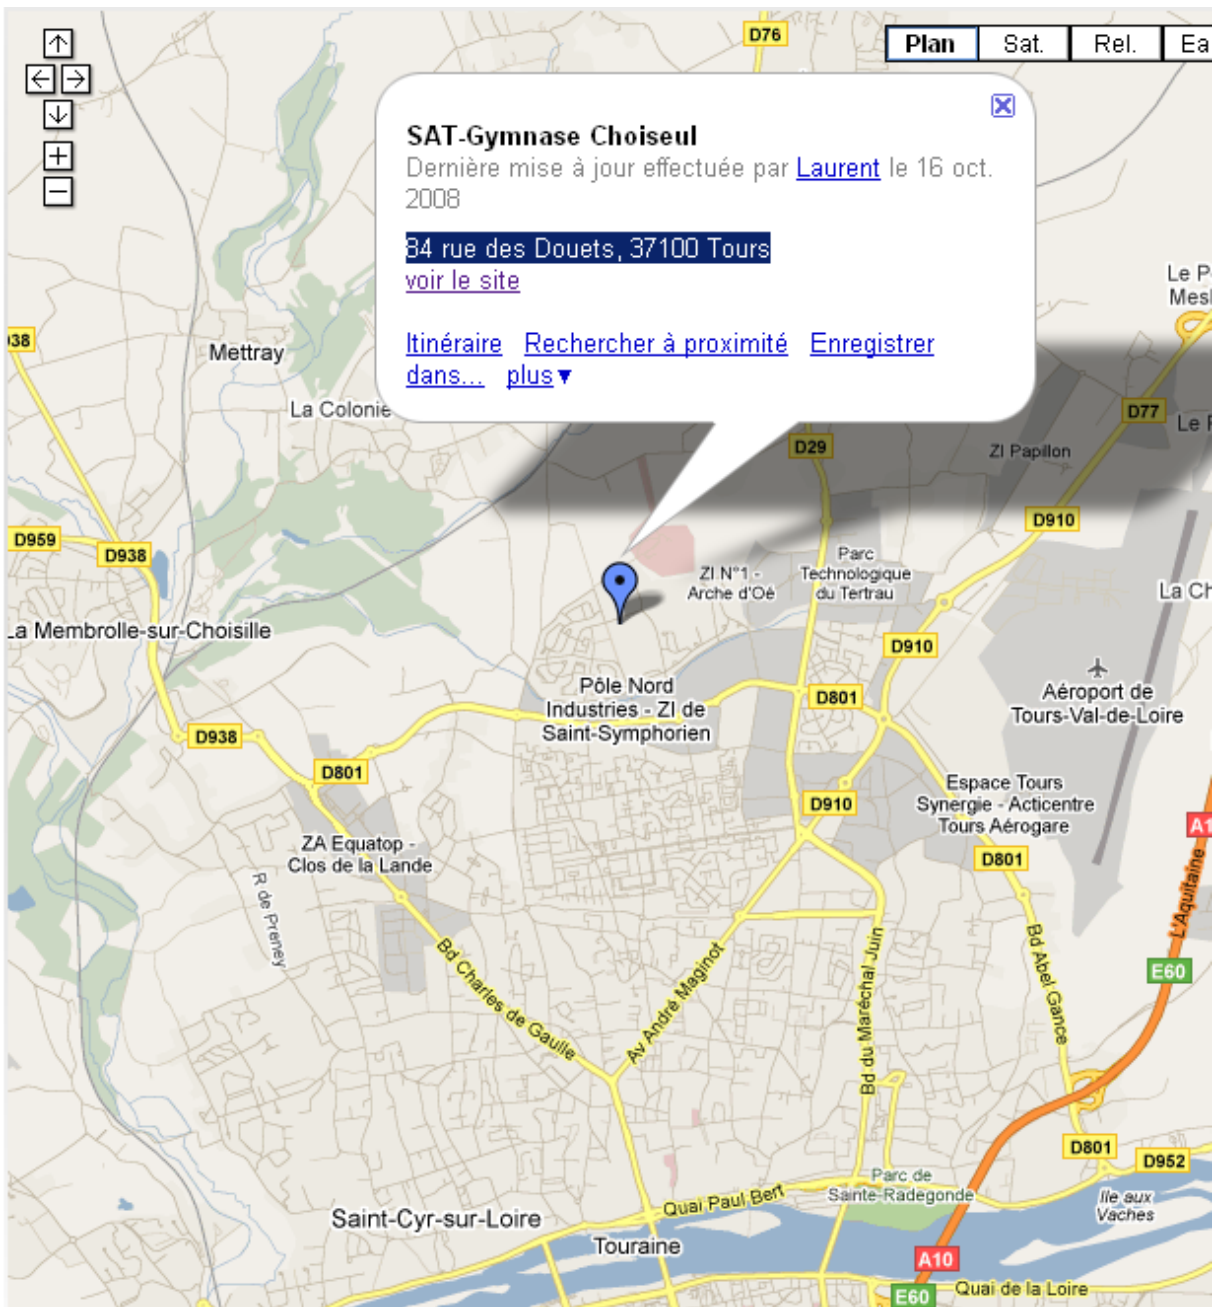 D76
Plan Sat. Rel. Ea
SAT-Gymnase Choiseul
Dernière mise à jour effectuée par Laurent le 16 oct.
2008
84 rue des Douets, 37100 Tours
voir le site
Itinéraire Rechercher à proximité Enregistrer
dans... plus▼
Le P
Mesl
938
Mettray
La Colonie
D77
Le F
D29
ZI Papillon
D910
D959
D938
Parc
Technologique
du Tertrau
ZI N°1 -
Arche d'Oé
La Ch
La Membrolle-sur-Choisille
D910
Pôle Nord
Industries - ZI de
Saint-Symphorien
D801
Aéroport de
Tours-Val-de-Loire
D938
D801
D910
Espace Tours
Synergie - Acticentre
Tours Aérogare
A1
ZA Equatop -
Clos de la Lande
D801
R de Preney
L'Aquitaine
Bd Charles de Gaulle
Av André Maginot
Bd du Maréchal Juin
Bd Abel Gance
E60
D801
D952
Parc de
Sainte-Radegonde
Quai Paul Bert
Ile aux
Vaches
Saint-Cyr-sur-Loire
Touraine
A10
E60
Quai de la Loire